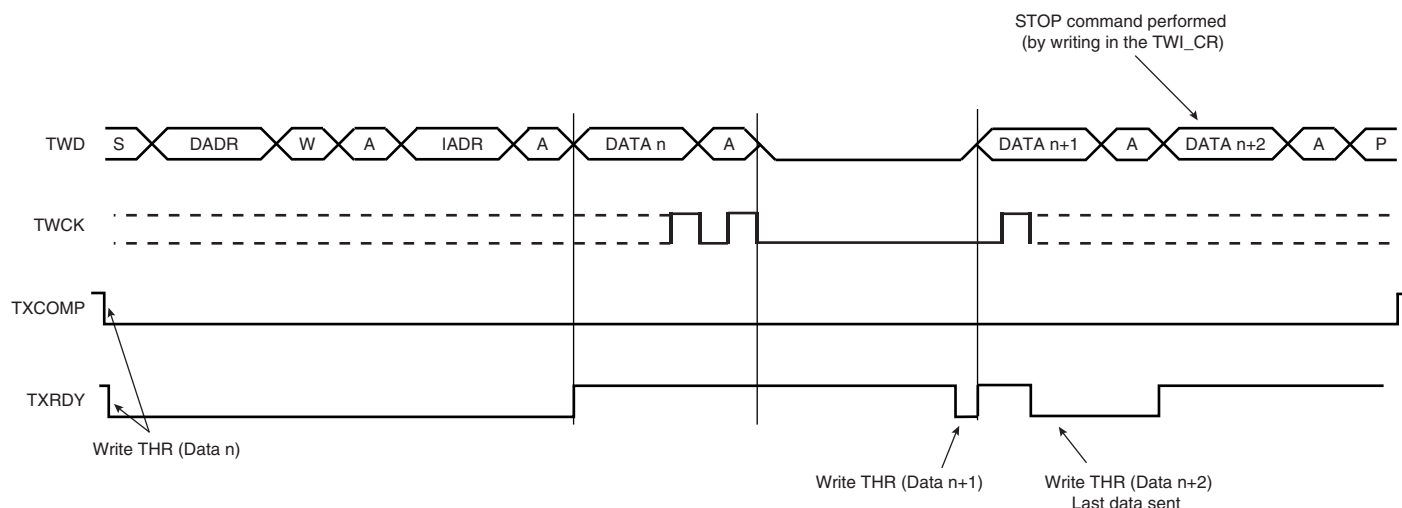 STOP command performed
(by writing in the TWI_CR)
TWD S DADR W A IADR A DATA n A DATA n+1 A DATA n+2 A P
TWCK
TXCOMP
TXRDY
Write THR (Data n)
Write THR (Data n+1)
Write THR (Data n+2)
Last data sent